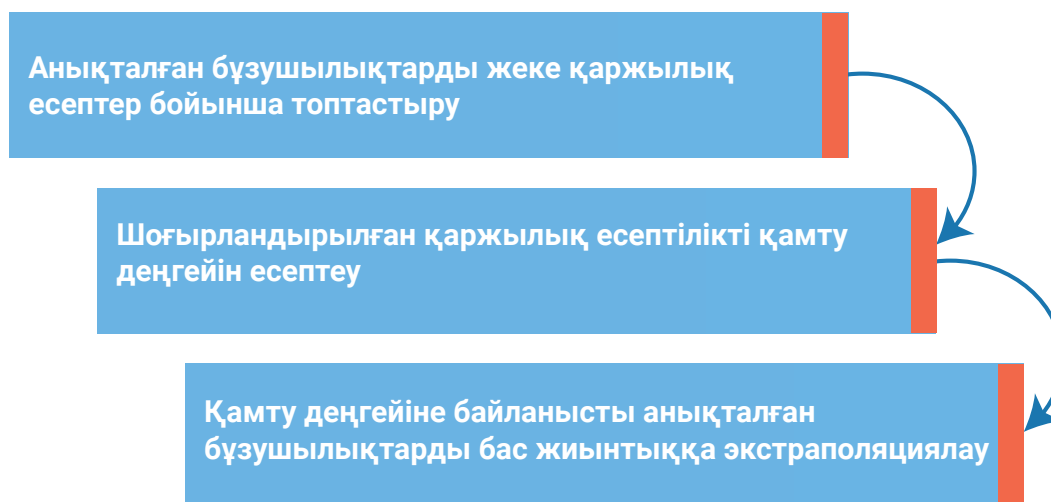 Анықталған бұзушылықтарды жеке қаржылық
есептер бойынша топтастыру
Шоғырландырылған қаржылық есептілікті қамту
деңгейін есептеу
Қамту деңгейіне байланысты анықталған
бұзушылықтарды бас жиынтыққа экстраполяциялау